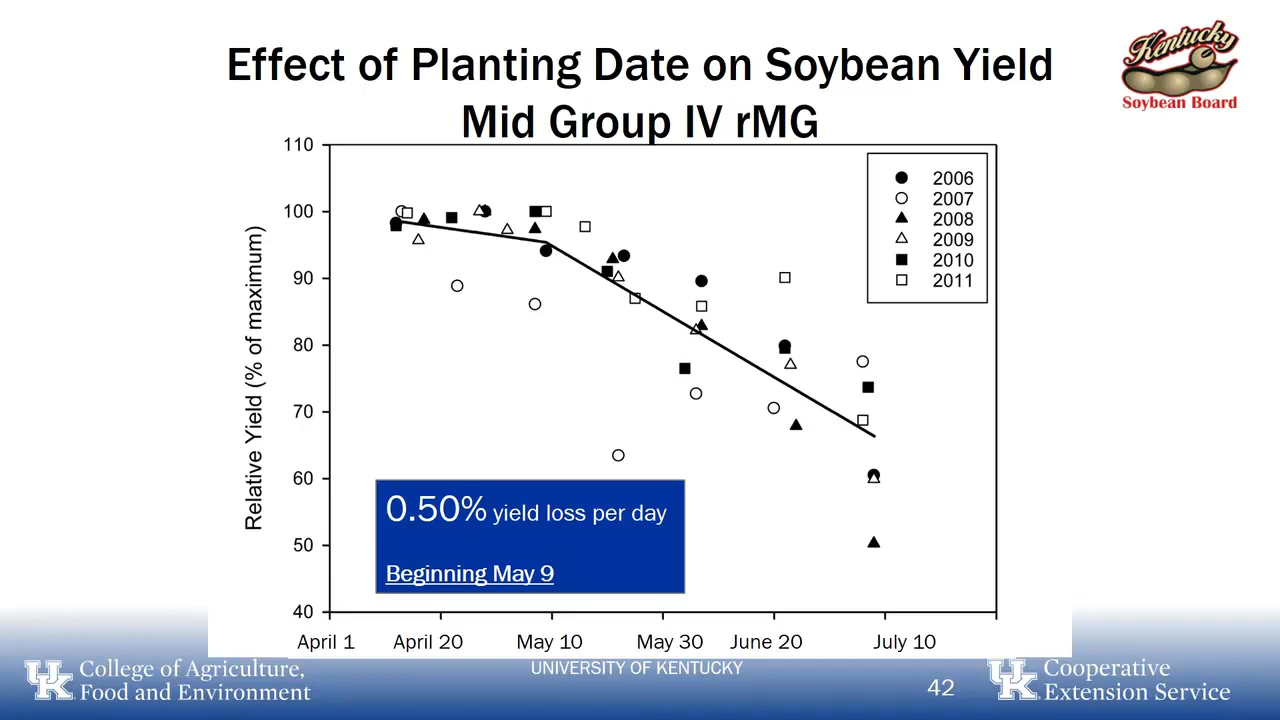 Effect of Planting Date on Soybean Yield
Mid Group IV rMG
Kentucky
Soybean Board
110
100
90
80
70
60
50
40
Relative Yield (% of maximum)
2006
2007
2008
2009
2010
2011
0.50% yield loss per day
Beginning May 9
April 1
April 20
May 10
May 30
June 20
July 10
UK
College of Agriculture,
Food and Environment
UNIVERSITY OF KENTUCKY
42
UK
Cooperative
Extension Service